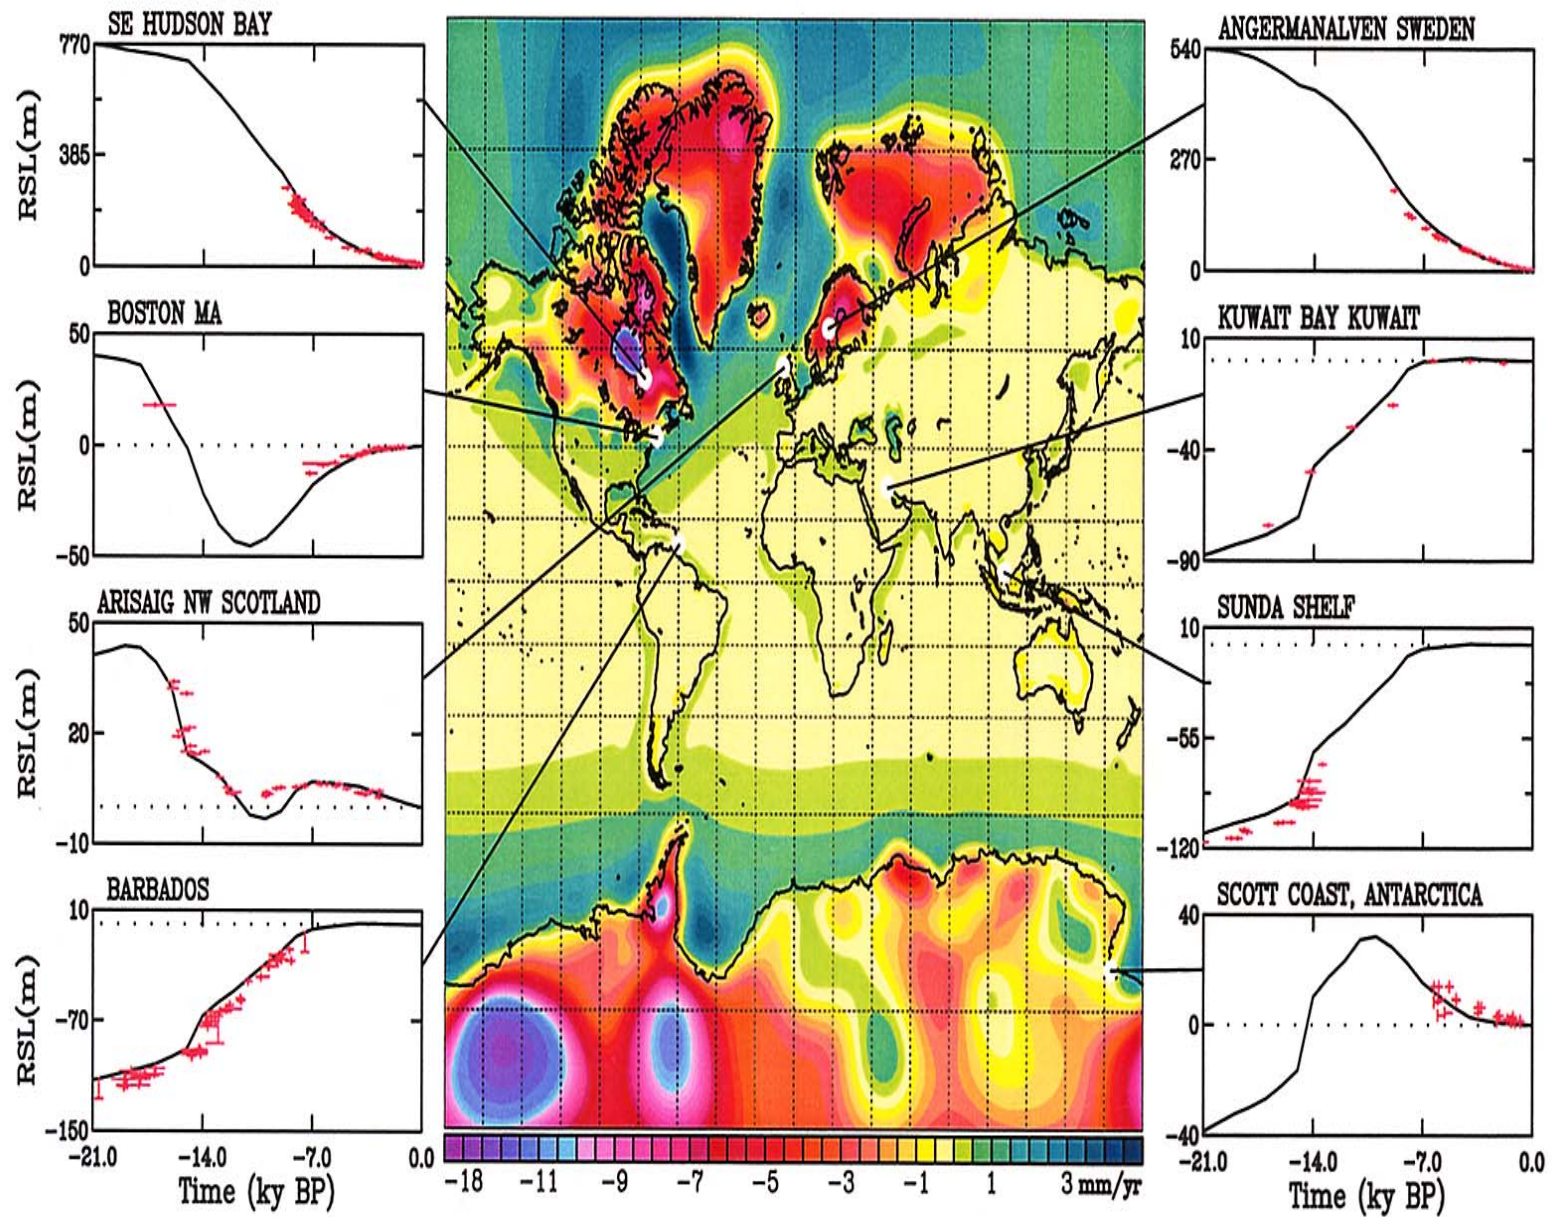 SE HUDSON BAY
770
385
0
RSL(m)
BOSTON MA
50
0
-50
RSL(m)
ARISAIG NW SCOTLAND
50
20
-10
RSL(m)
BARBADOS
10
-70
-150
RSL(m)
-21.0 -14.0 -7.0 0.0
Time (ky BP)
-18 -11 -9 -7 -5 -3 -1 1 3 mm/yr
ANGERMANALVEN SWEDEN
540
270
0
KUWAIT BAY KUWAIT
10
-40
-90
SUNDA SHELF
10
-55
-120
SCOTT COAST, ANTARCTICA
40
0
-40
-21.0 -14.0 -7.0 0.0
Time (ky BP)